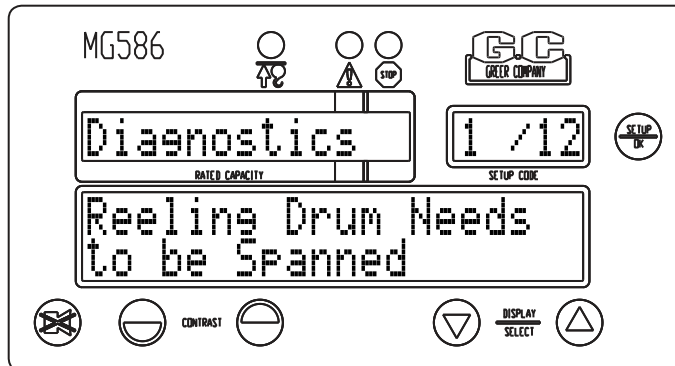 MG586
G.C
GREER COMPANY
STOP
Diagnostics
1 /12
SETUP
OK
RATED CAPACITY
SETUP CODE
Reeling Drum Needs
to be Spanned
CONTRAST
DISPLAY
SELECT